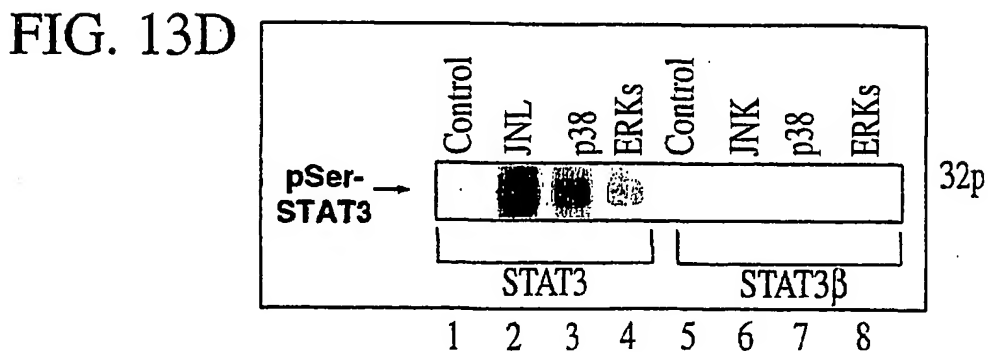 FIG. 13D
Control JNL p38 ERKs Control JNK p38 ERKs
pSer-
STAT3
32p
STAT3 STAT3β
1 2 3 4 5 6 7 8